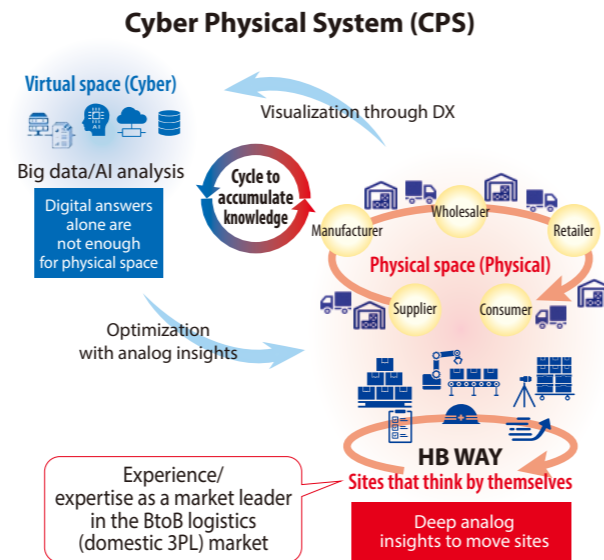 Cyber Physical System (CPS)
Virtual space (Cyber)
AI
Big data/AI analysis
Digital answers
alone are
not enough
for physical space
Visualization through DX
Cycle to
accumulate
knowledge
Manufacturer
Wholesaler
Retailer
Physical space (Physical)
Supplier
Consumer
Optimization
with analog insights
HB WAY
Sites that think by themselves
Experience/
expertise as a market leader
in the BtoB logistics
(domestic 3PL) market
Deep analog
insights to move sites